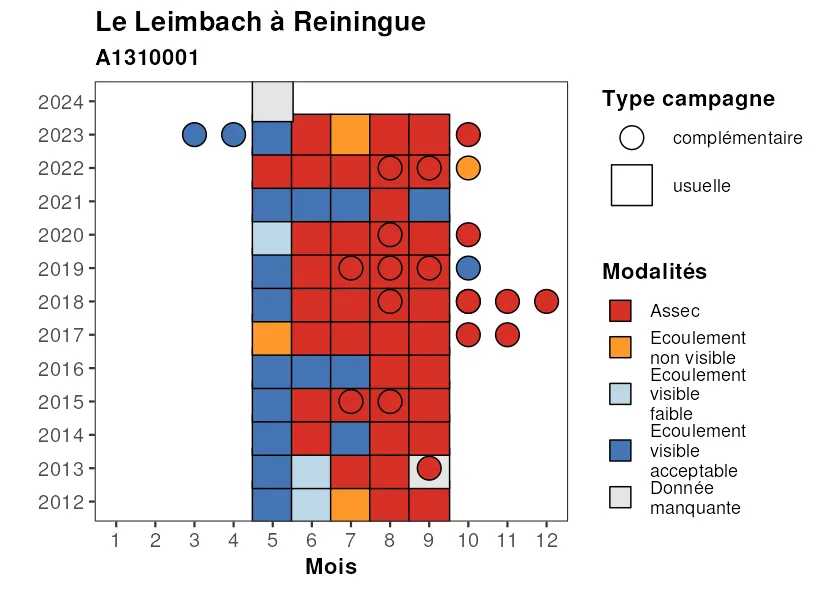 Le Leimbach à Reiningue
A1310001
2024
2023
2022
2021
2020
2019
2018
2017
2016
2015
2014
2013
2012
1 2 3 4 5 6 7 8 9 10 11 12
Mois
Type campagne
complémentaire
usuelle
Modalités
Assec
Ecoulement
non visible
Ecoulement
visible
faible
Ecoulement
visible
acceptable
Donnée
manquante